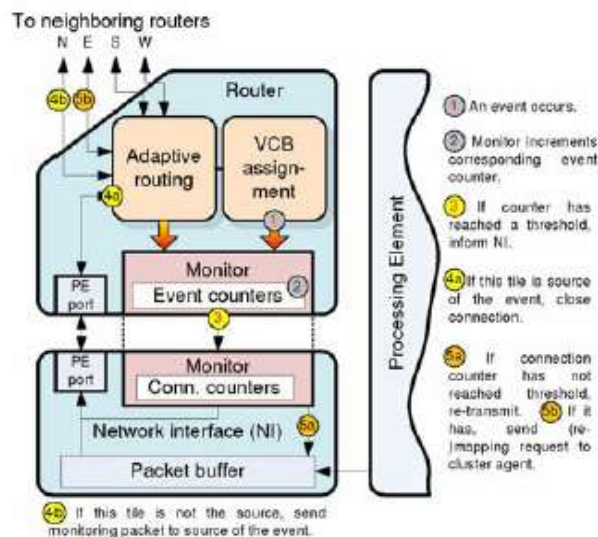 To neighboring routers
N E S W
4b 5b
Router
Adaptive
routing
VCB
assign-
ment
4a
1
Monitor
Event counters 2
PE
port
3
PE
port
Monitor
Conn. counters
Network interface (NI)
5a
Packet buffer
4b If this tile is not the source, send
monitoring packet to source of the event.
Processing Element
1 An event occurs.
2 Monitor increments
corresponding event
counter.
3 If counter has
reached a threshold,
inform NI.
4a If this tile is source
of the event, close
connection.
5a If connection
counter has not
reached threshold,
re-transmit. 5b If it
has, send (re-
)mapping request to
cluster agent.